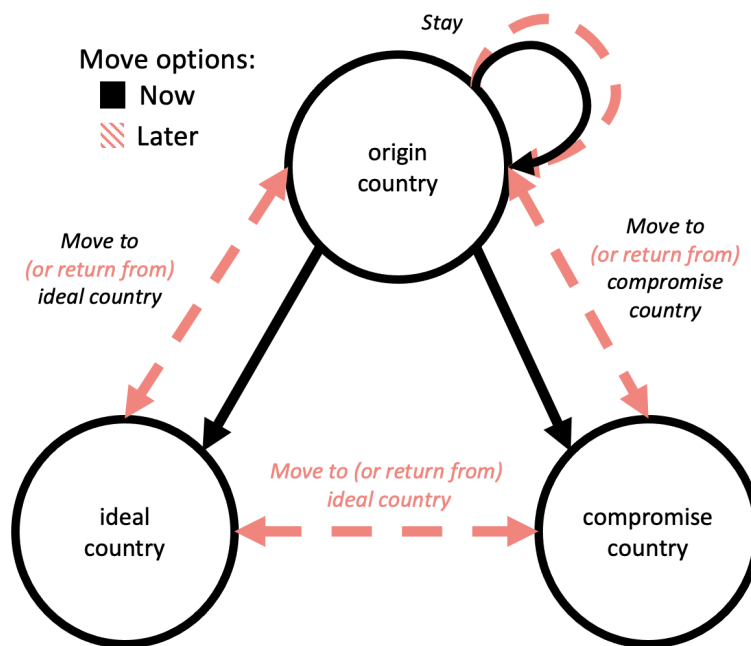 Stay
Move options:
Now
Later
origin
country
Move to
(or return from)
ideal country
Move to
(or return from)
compromise
country
Move to (or return from)
ideal country
ideal
country
compromise
country